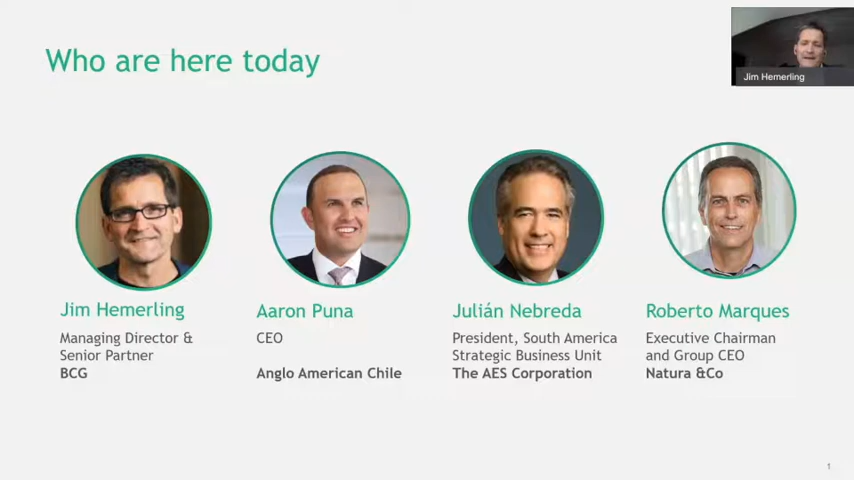 Who are here today
Jim Hemerling
Jim Hemerling
Managing Director &
Senior Partner
BCG
Aaron Puna
CEO
Anglo American Chile
Julián Nebreda
President, South America
Strategic Business Unit
The AES Corporation
Roberto Marques
Executive Chairman
and Group CEO
Natura &Co
1